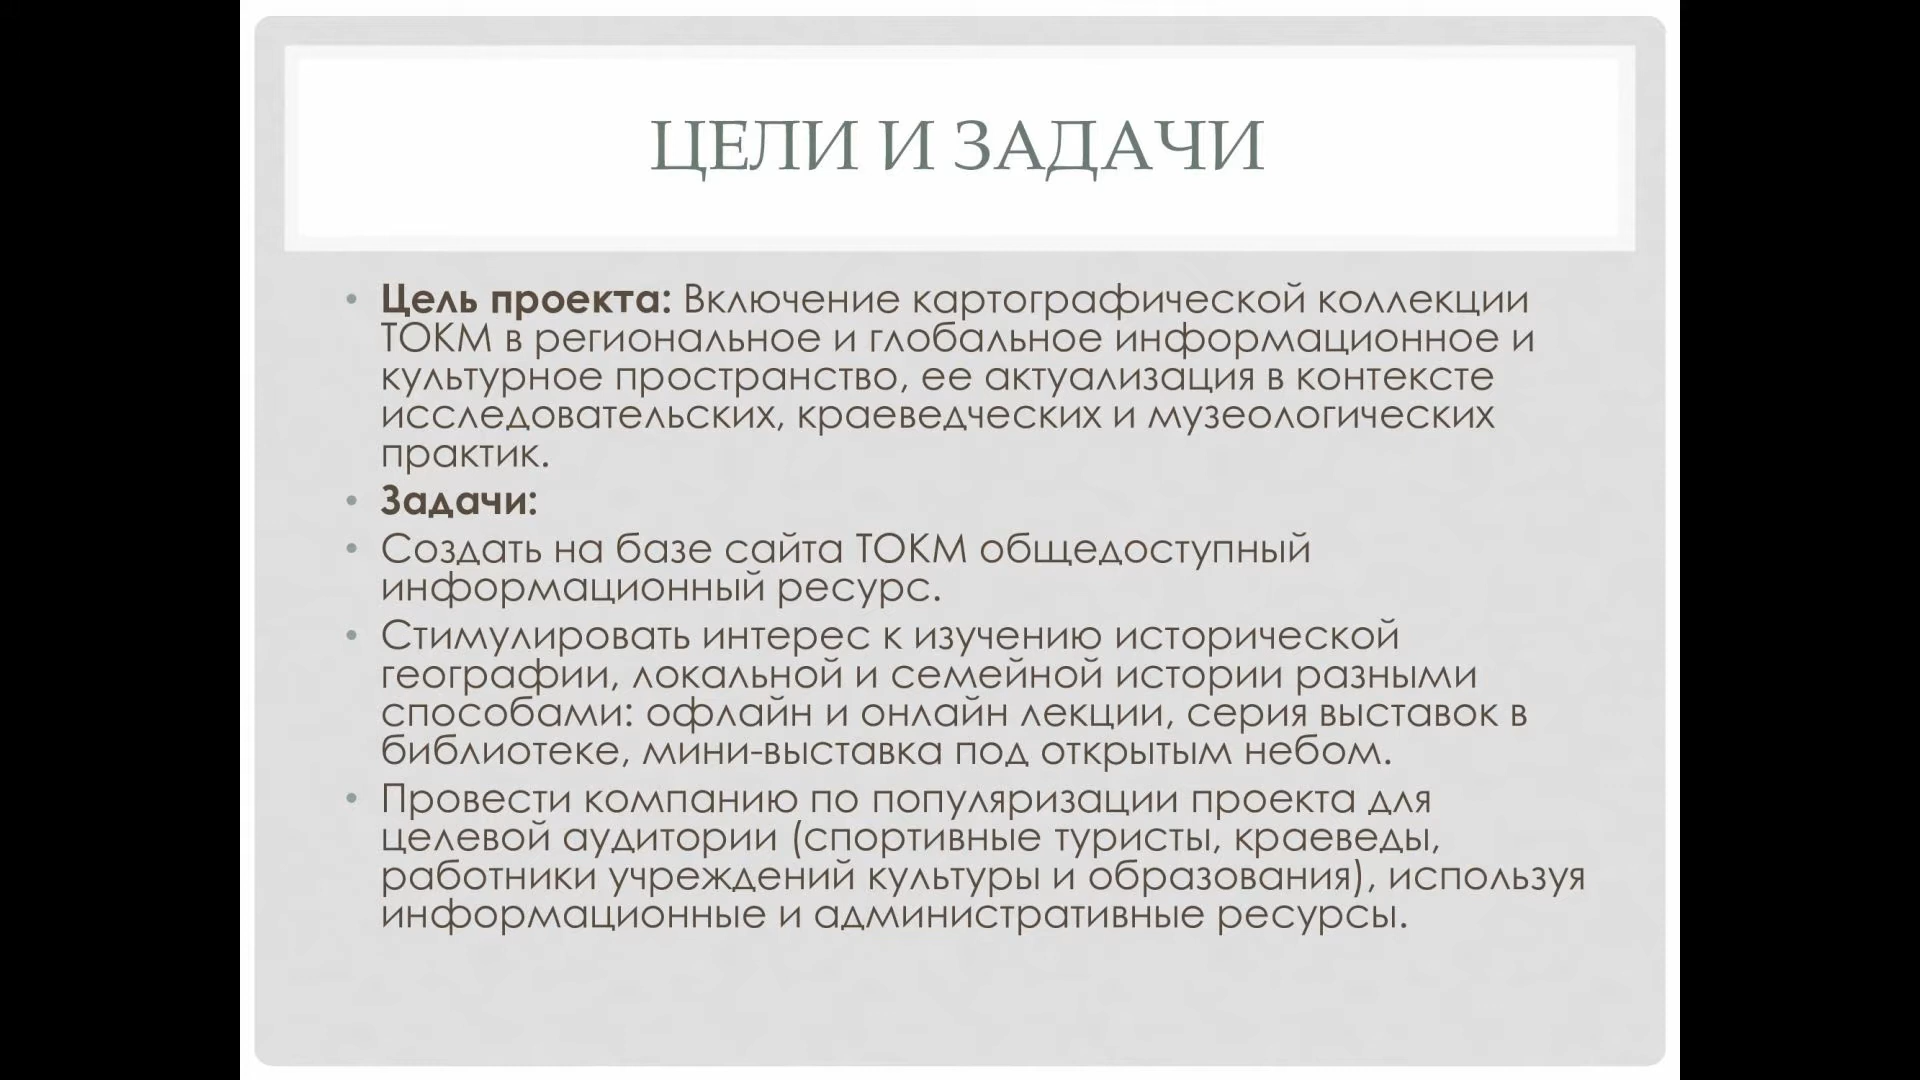 ЦЕЛИ И ЗАДАЧИ
• Цель проекта: Включение картографической коллекции
ТОКМ в региональное и глобальное информационное и
культурное пространство, ее актуализация в контексте
исследовательских, краеведческих и музеологических
практик.
• Задачи:
• Создать на базе сайта ТОКМ общедоступный
информационный ресурс.
• Стимулировать интерес к изучению исторической
географии, локальной и семейной истории разными
способами: офлайн и онлайн лекции, серия выставок в
библиотеке, мини-выставка под открытым небом.
• Провести компанию по популяризации проекта для
целевой аудитории (спортивные туристы, краеведы,
работники учреждений культуры и образования), используя
информационные и административные ресурсы.